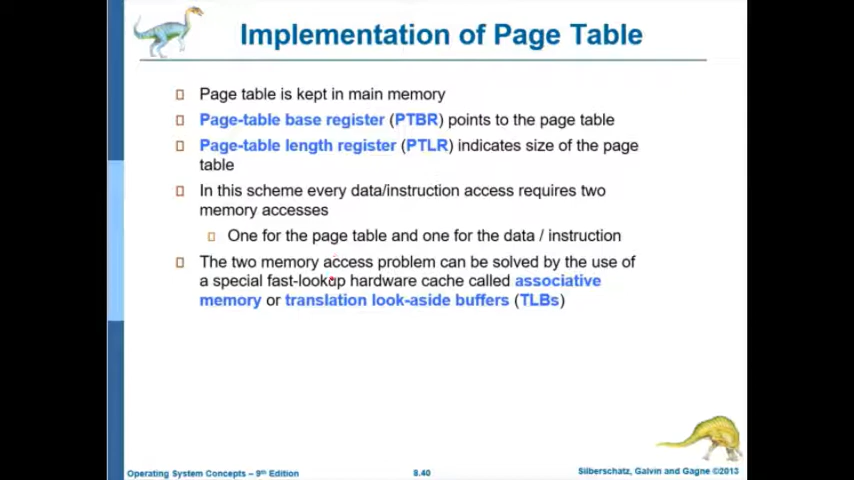 Implementation of Page Table
Page table is kept in main memory
Page-table base register (PTBR) points to the page table
Page-table length register (PTLR) indicates size of the page
table
In this scheme every data/instruction access requires two
memory accesses
One for the page table and one for the data / instruction
The two memory access problem can be solved by the use of
a special fast-lookup hardware cache called associative
memory or translation look-aside buffers (TLBs)
Operating System Concepts – 9th Edition
8.40
Silberschatz, Galvin and Gagne ©2013